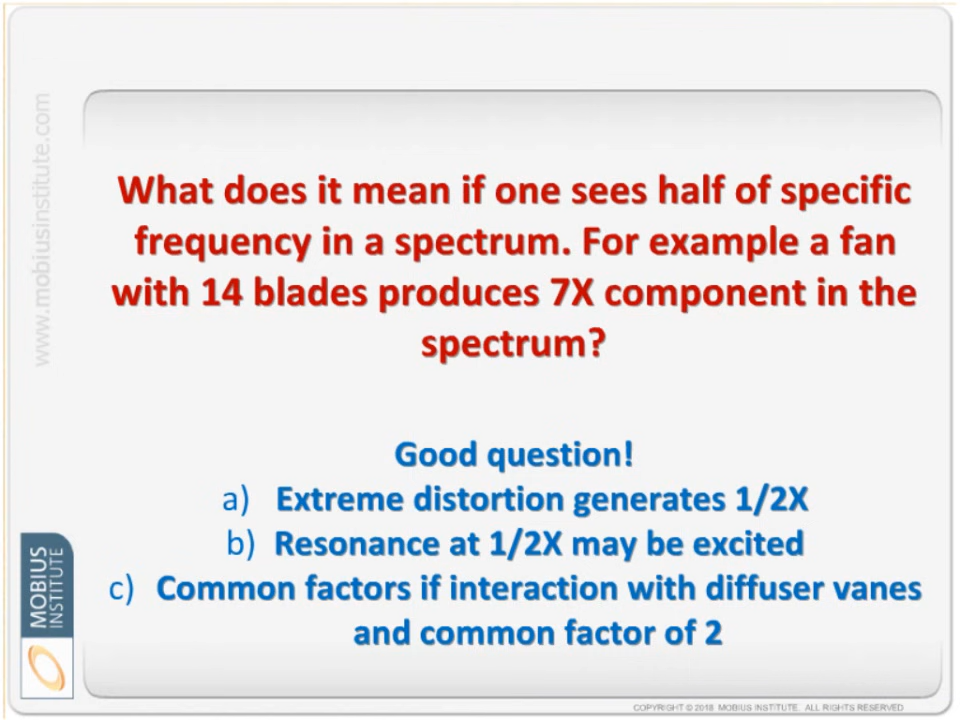 www.mobiusinstitute.com
What does it mean if one sees half of specific
frequency in a spectrum. For example a fan
with 14 blades produces 7X component in the
spectrum?
Good question!
a) Extreme distortion generates 1/2X
b) Resonance at 1/2X may be excited
c) Common factors if interaction with diffuser vanes
and common factor of 2
MOBIUS
INSTITUTE
COPYRIGHT © 2018 MOBIUS INSTITUTE. ALL RIGHTS RESERVED